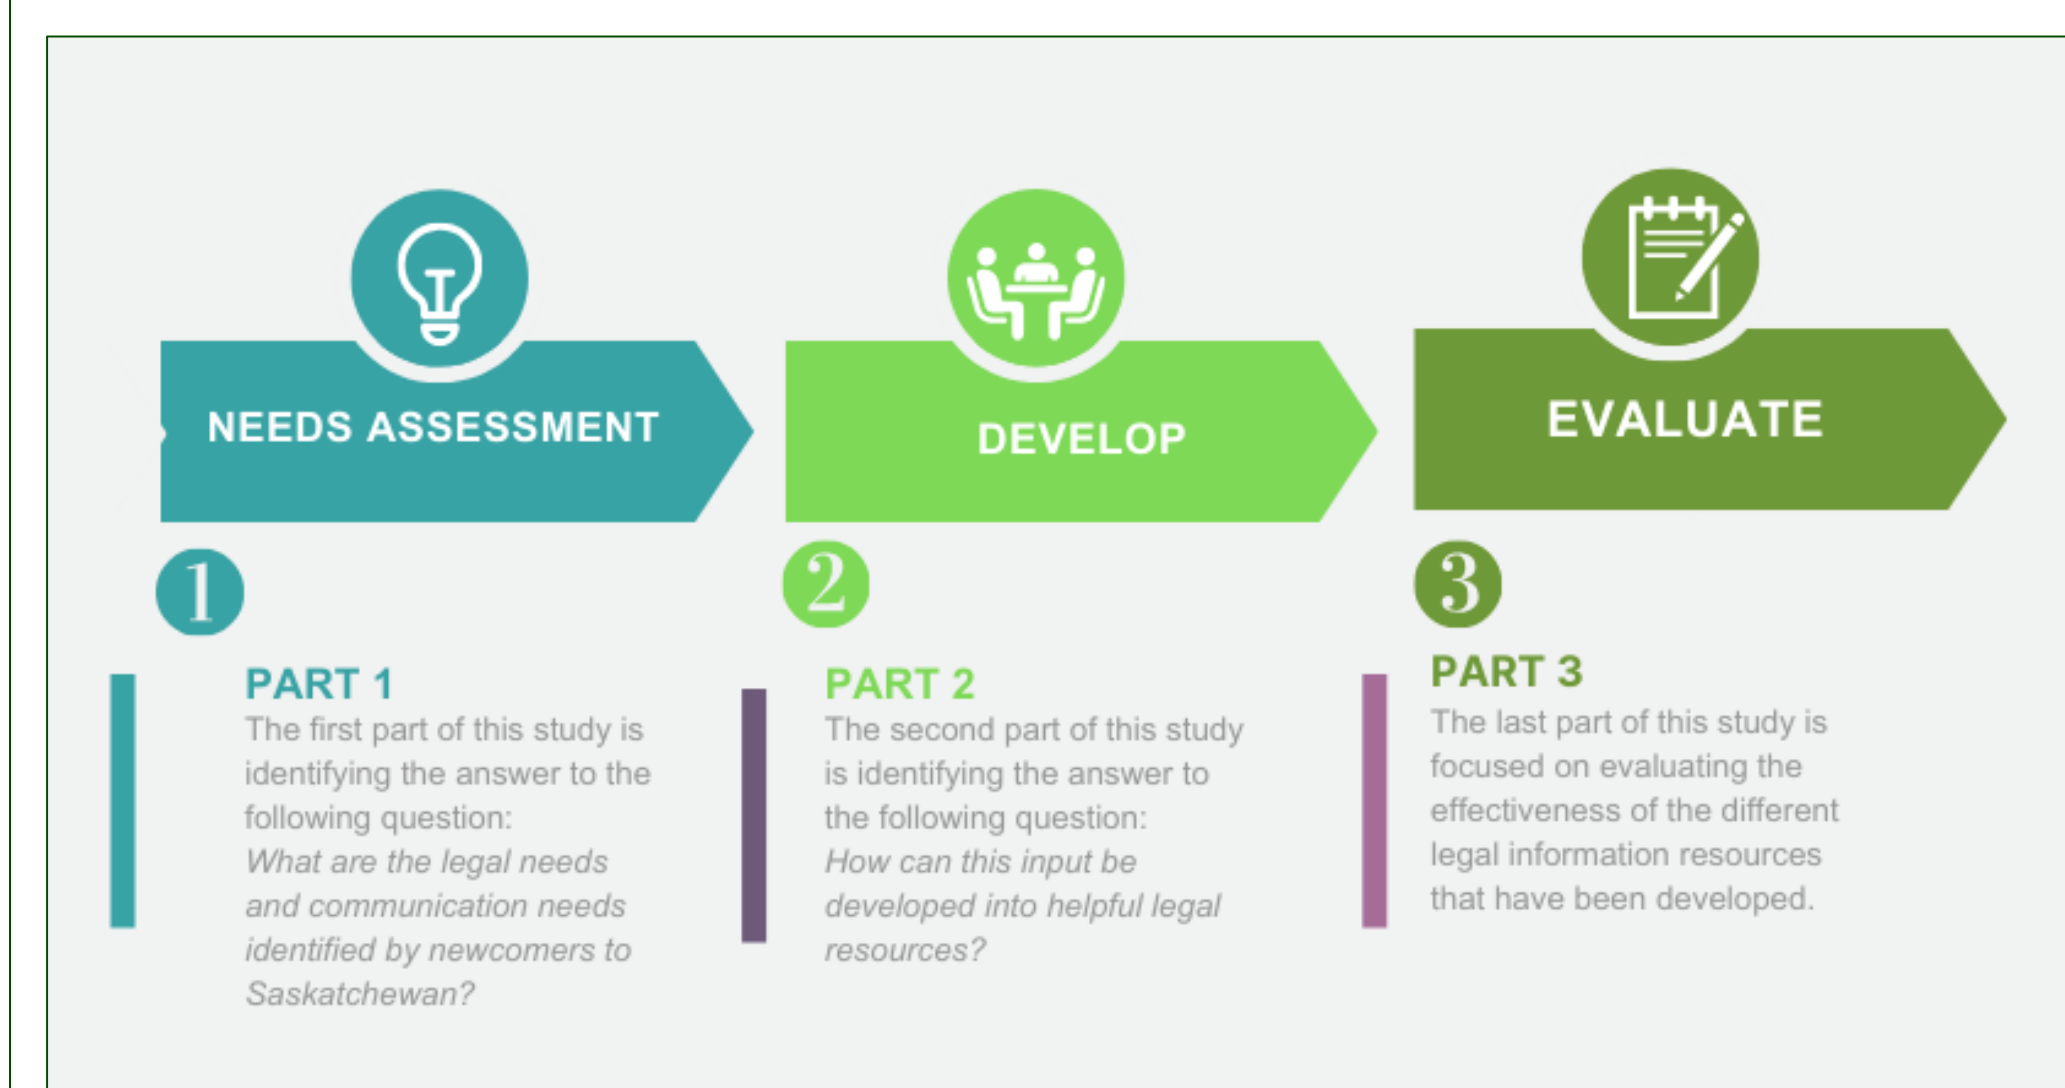 NEEDS ASSESSMENT
DEVELOP
EVALUATE
1
2
3
PART 1
The first part of this study is
identifying the answer to the
following question:
What are the legal needs
and communication needs
identified by newcomers to
Saskatchewan?
PART 2
The second part of this study
is identifying the answer to
the following question:
How can this input be
developed into helpful legal
resources?
PART 3
The last part of this study is
focused on evaluating the
effectiveness of the different
legal information resources
that have been developed.